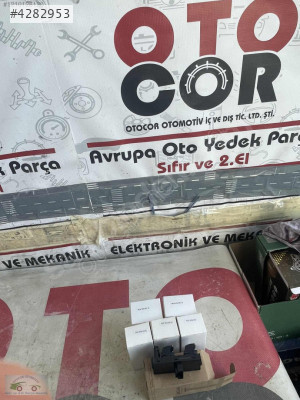 #4282953
OTO
COR
OTOCOR OTOMOTİV İÇ VE DIŞ TİC. LTD. ŞTİ.
k Parça
Avrupa Oto Yedek Parç
Sıfır ve 2.El
VE MEKANİK
ELEKTRONİK VE MEKA
OTO